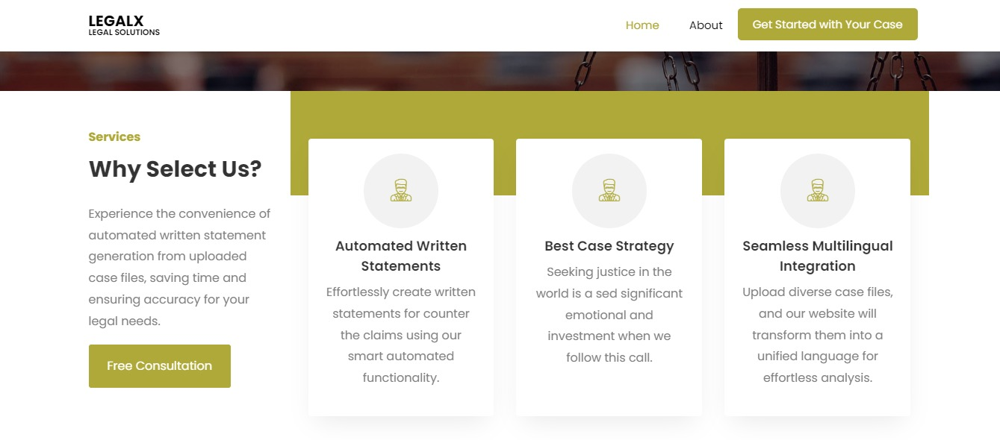 LEGALX
LEGAL SOLUTIONS
Home
About
Get Started with Your Case
Services
Why Select Us?
Experience the convenience of
automated written statement
generation from uploaded
case files, saving time and
ensuring accuracy for your
legal needs.
Free Consultation
Automated Written
Statements
Effortlessly create written
statements for counter
the claims using our
smart automated
functionality.
Best Case Strategy
Seeking justice in the
world is a sed significant
emotional and
investment when we
follow this call.
Seamless Multilingual
Integration
Upload diverse case files,
and our website will
transform them into a
unified language for
effortless analysis.